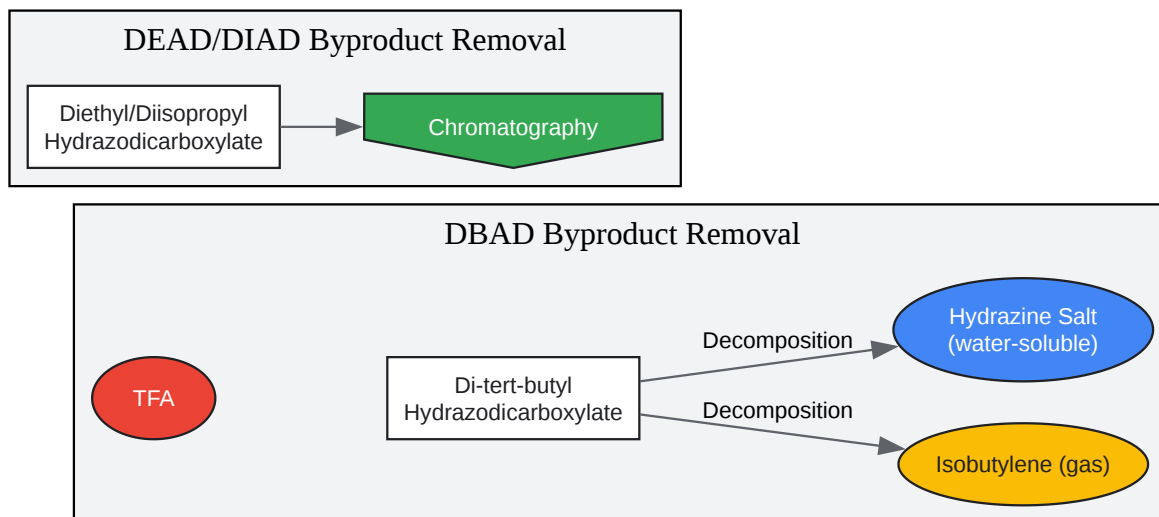 DEAD/DIAD Byproduct Removal
Diethyl/Diisopropyl
Hydrazodicarboxylate
Chromatography
DBAD Byproduct Removal
TFA
Di-tert-butyl
Hydrazodicarboxylate
Decomposition
Decomposition
Hydrazine Salt
(water-soluble)
Isobutylene (gas)